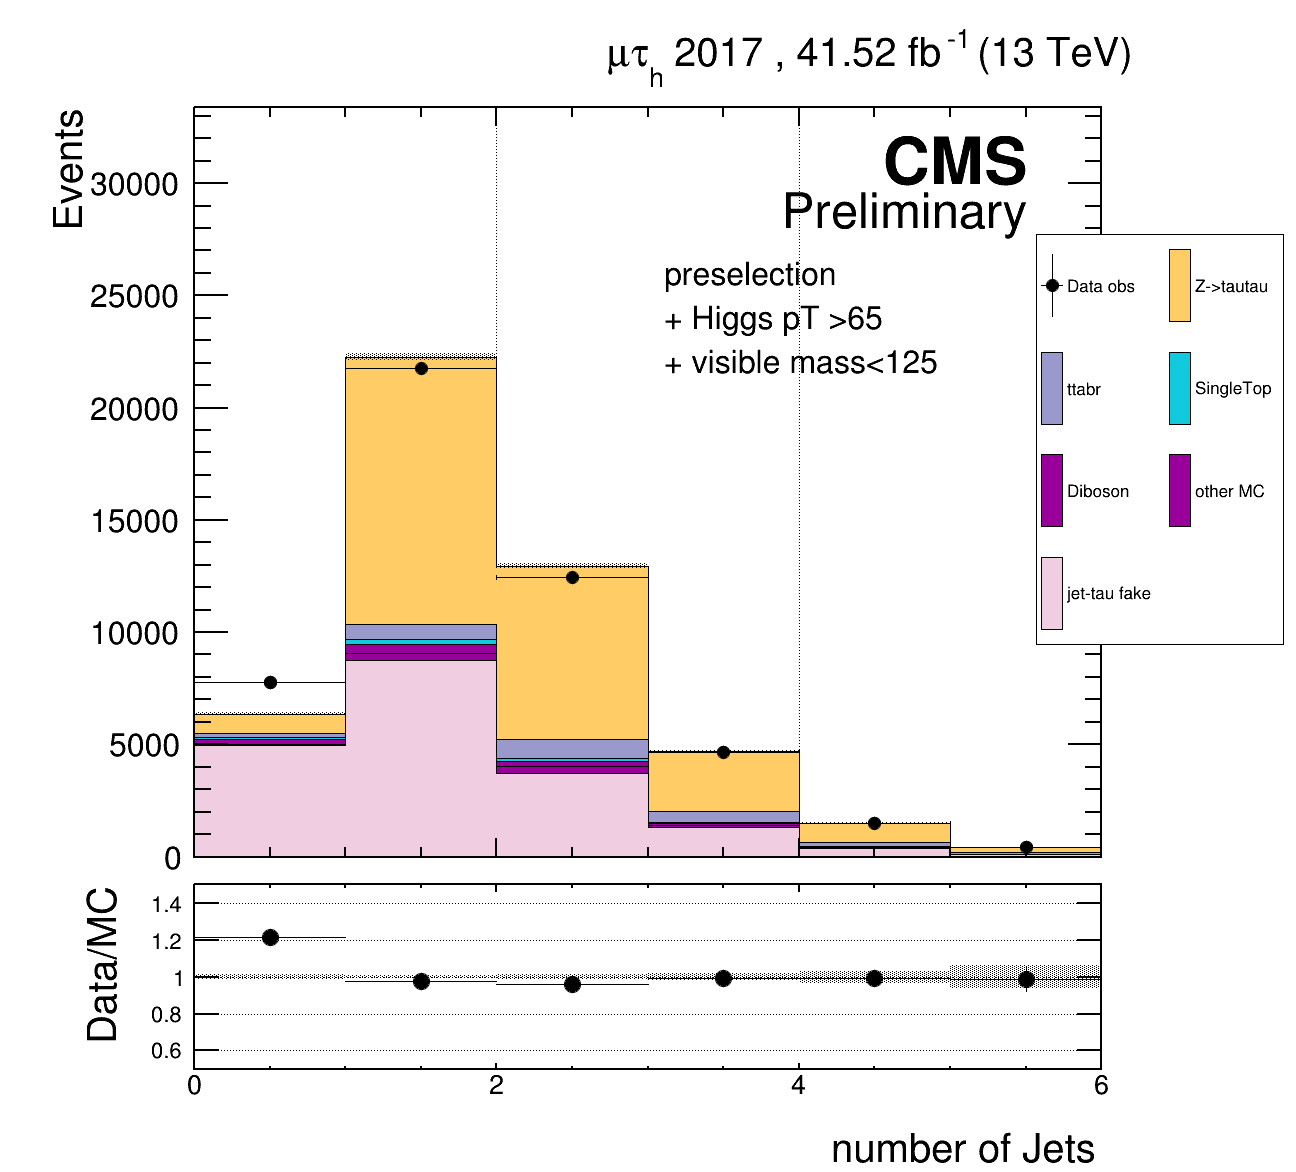 μτh 2017 , 41.52 fb-1 (13 TeV)
Events
30000
25000
20000
15000
10000
5000
0
CMS
Preliminary
preselection
+ Higgs pT >65
+ visible mass<125
Data obs
Z->tautau
ttabr
SingleTop
Diboson
other MC
jet-tau fake
Data/MC
1.4
1.2
1
0.8
0.6
0
2
4
6
number of Jets